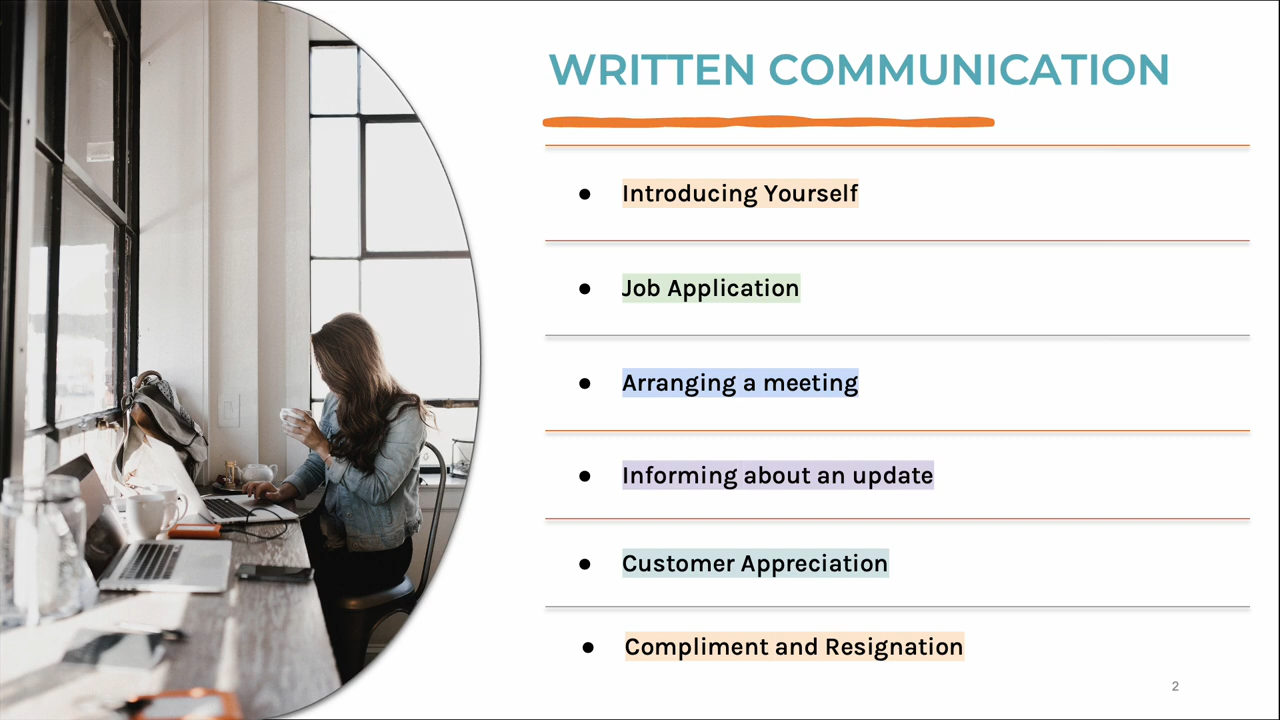 WRITTEN COMMUNICATION
● Introducing Yourself
● Job Application
● Arranging a meeting
● Informing about an update
● Customer Appreciation
● Compliment and Resignation
2